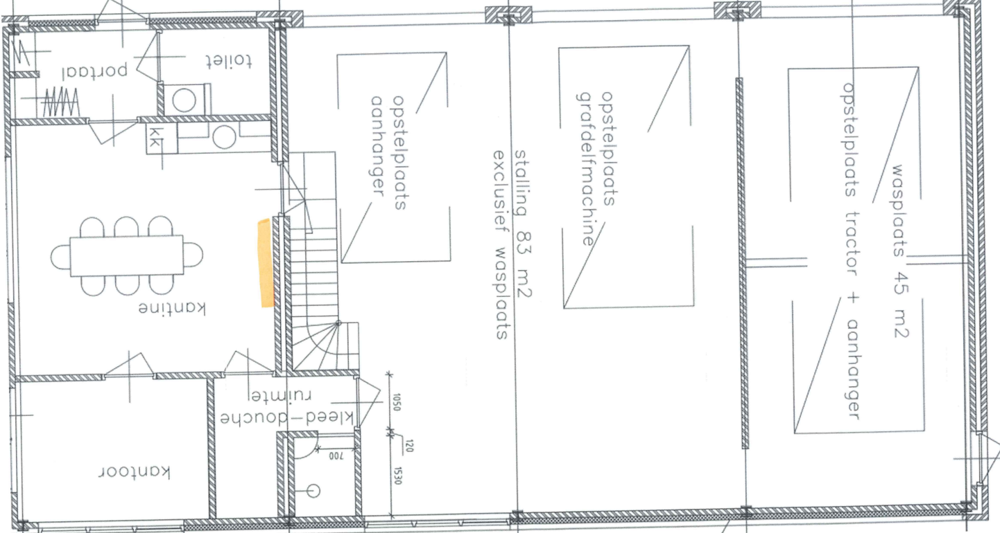 portaal
toilet
kk
kantine
kleed-douche
ruimte
kantoor
opstelplaats
aanhanger
stalling 83 m2
exclusief wasplaats
opstelplaats
grafdelfmachine
wasplaats 45 m2
opstelplaats tractor + aanhanger
1050
120
1530
700